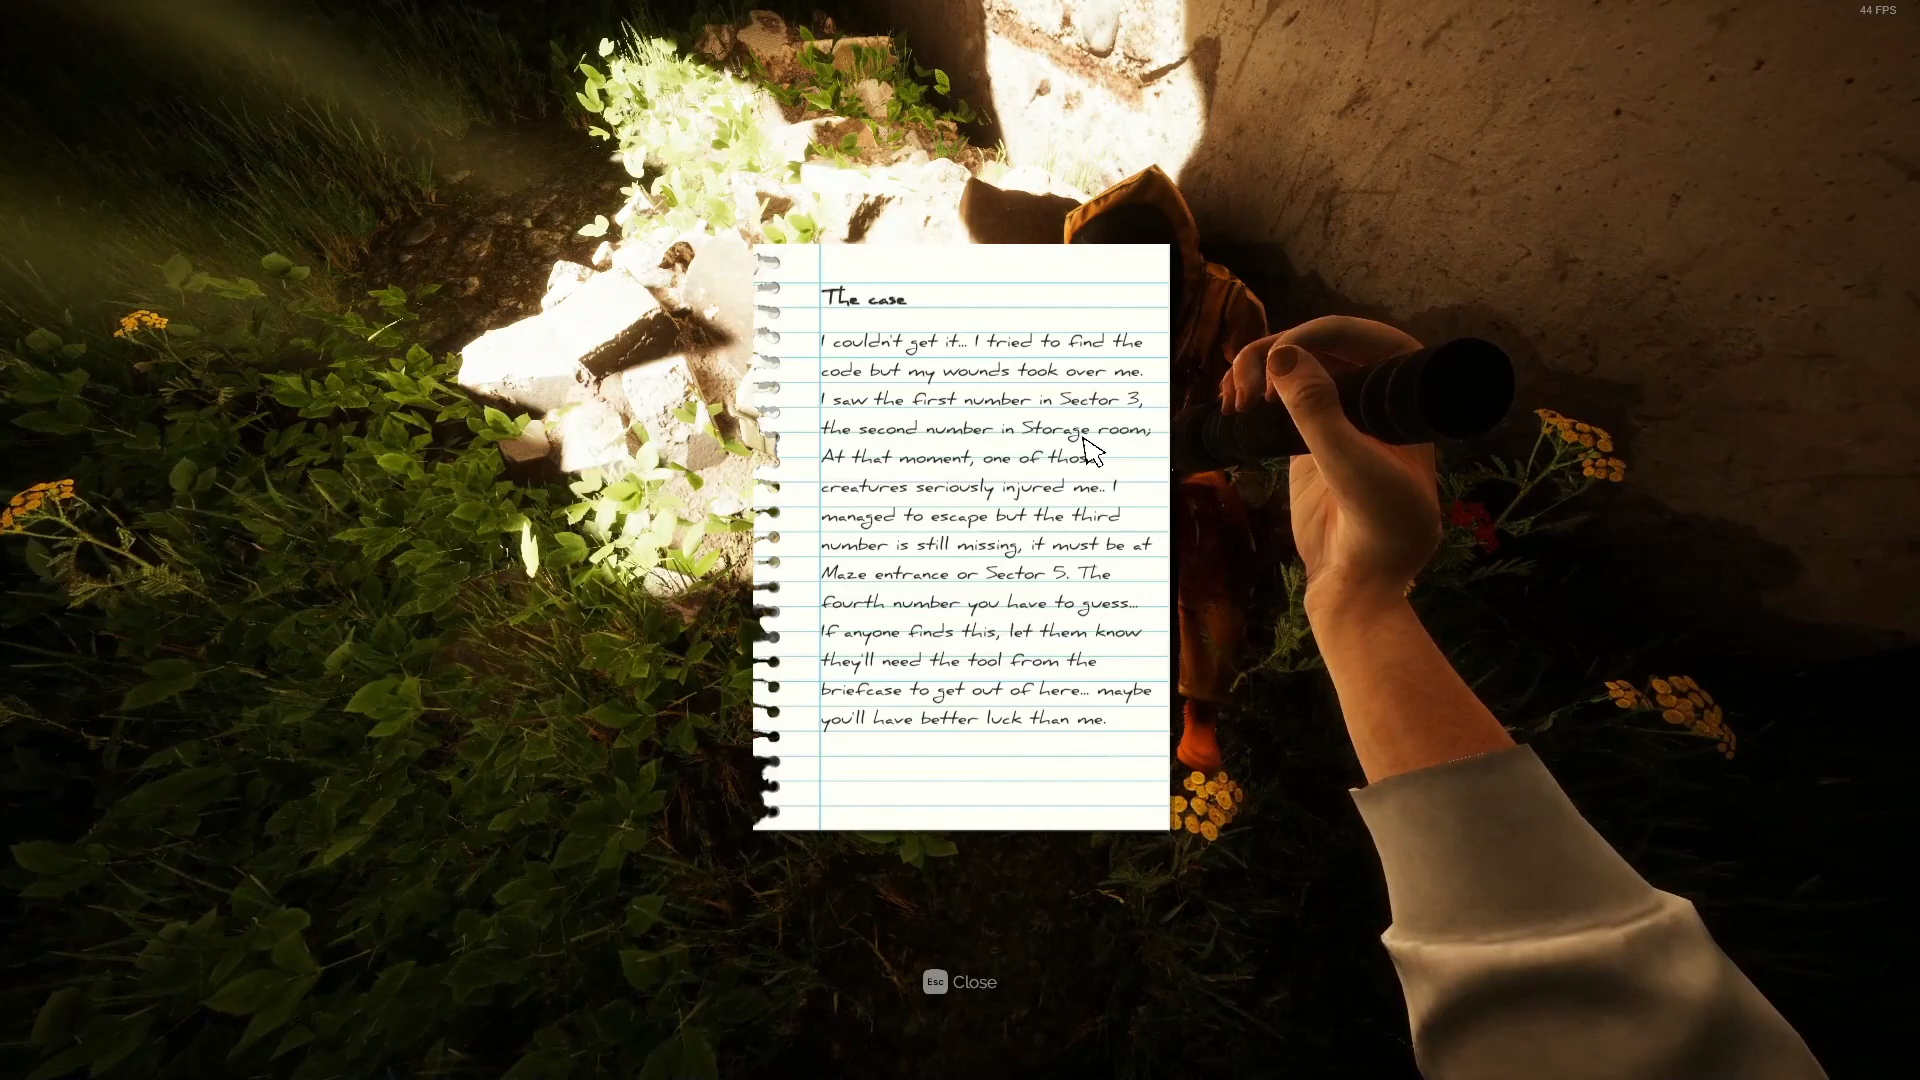 44 FPS
The case
I couldn't get it... I tried to find the
code but my wounds took over me.
I saw the first number in Sector 3,
the second number in Storage room;
At that moment, one of those
creatures seriously injured me.. I
managed to escape but the third
number is still missing, it must be at
Maze entrance or Sector 5. The
fourth number you have to guess...
If anyone finds this, let them know
they'll need the tool from the
briefcase to get out of here... maybe
you'll have better luck than me.
Esc Close